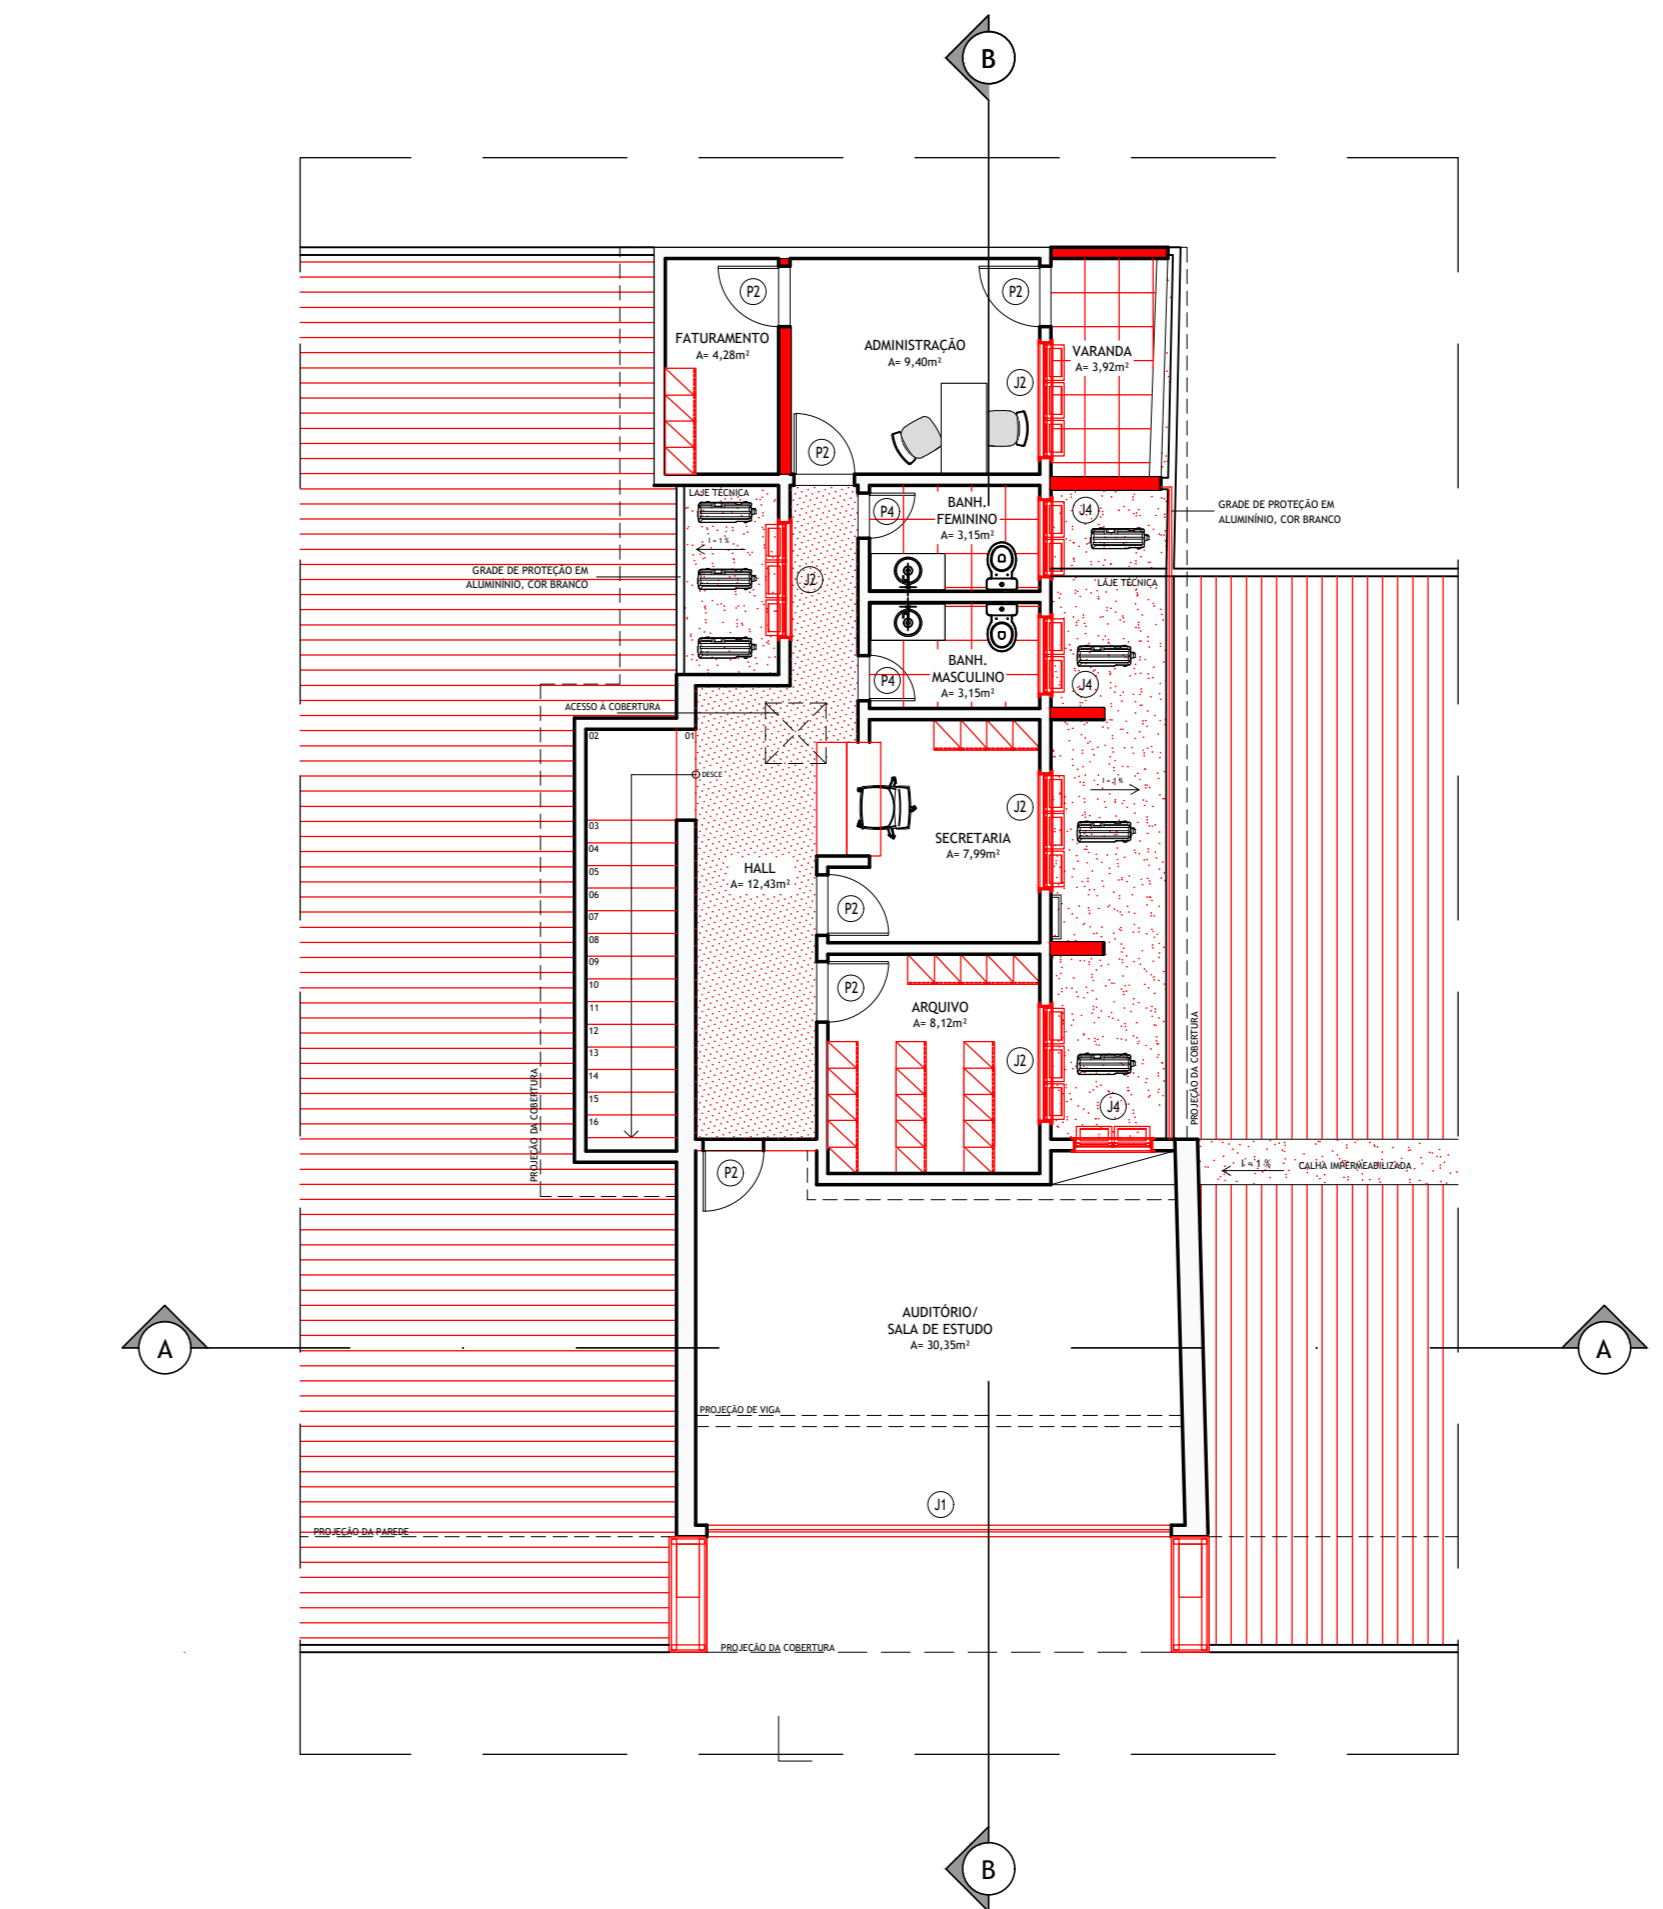 B
P2
P2
FATURAMENTO
A= 4,28m²
ADMINISTRAÇÃO
A= 9,40m²
VARANDA
A= 3,92m²
J2
P2
LAJE TÉCNICA
I = 1 %
GRADE DE PROTEÇÃO EM
ALUMINÍNIO, COR BRANCO
J2
P4
BANH.
FEMININO
A= 3,15m²
J4
GRADE DE PROTEÇÃO EM
ALUMINÍNIO, COR BRANCO
LAJE TÉCNICA
BANH.
MASCULINO
A= 3,15m²
P4
J4
ACESSO À COBERTURA
02
01
DESCE
I = 1 %
J2
SECRETARIA
A= 7,99m²
03
04
05
06
07
08
09
10
11
12
13
14
15
16
HALL
A= 12,43m²
P2
P2
ARQUIVO
A= 8,12m²
J2
J4
PROJEÇÃO DA COBERTURA
PROJEÇÃO DA COBERTURA
P2
I = 1 %
CALHA IMPERMEABILIZADA
AUDITÓRIO/
SALA DE ESTUDO
A= 30,35m²
A
A
PROJEÇÃO DE VIGA
J1
PROJEÇÃO DA PAREDE
PROJEÇÃO DA COBERTURA
B